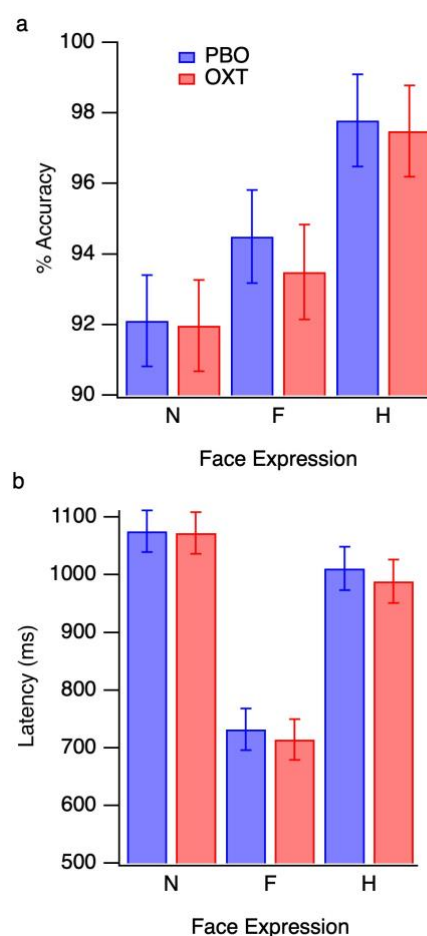 a
100
98
96
94
92
90
% Accuracy
PBO
OXT
N F H
Face Expression
b
1100
1000
900
800
700
600
500
Latency (ms)
N F H
Face Expression